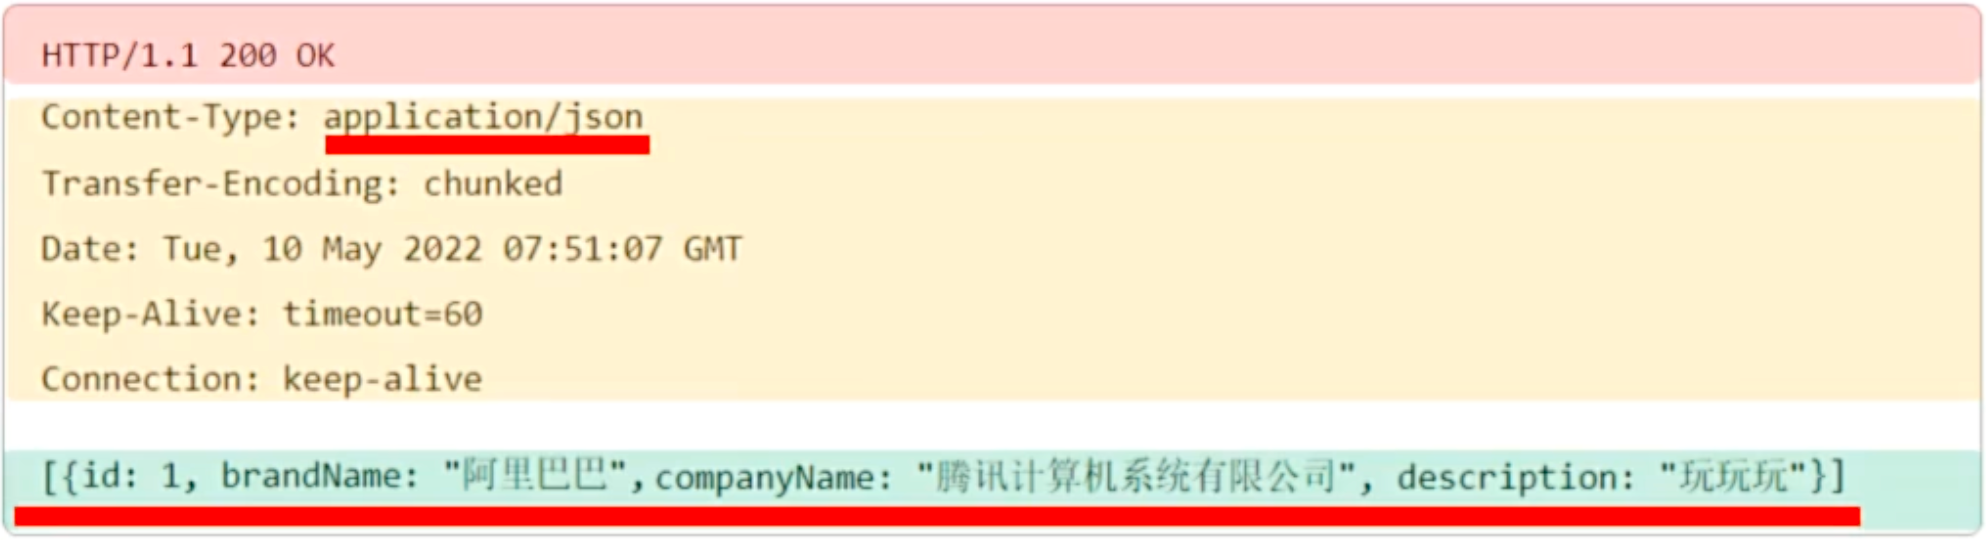 HTTP/1.1 200 OK
Content-Type: application/json
Transfer-Encoding: chunked
Date: Tue, 10 May 2022 07:51:07 GMT
Keep-Alive: timeout=60
Connection: keep-alive
[{id: 1, brandName: "阿里巴巴", companyName: "腾讯计算机系统有限公司", description: "玩玩玩"}]